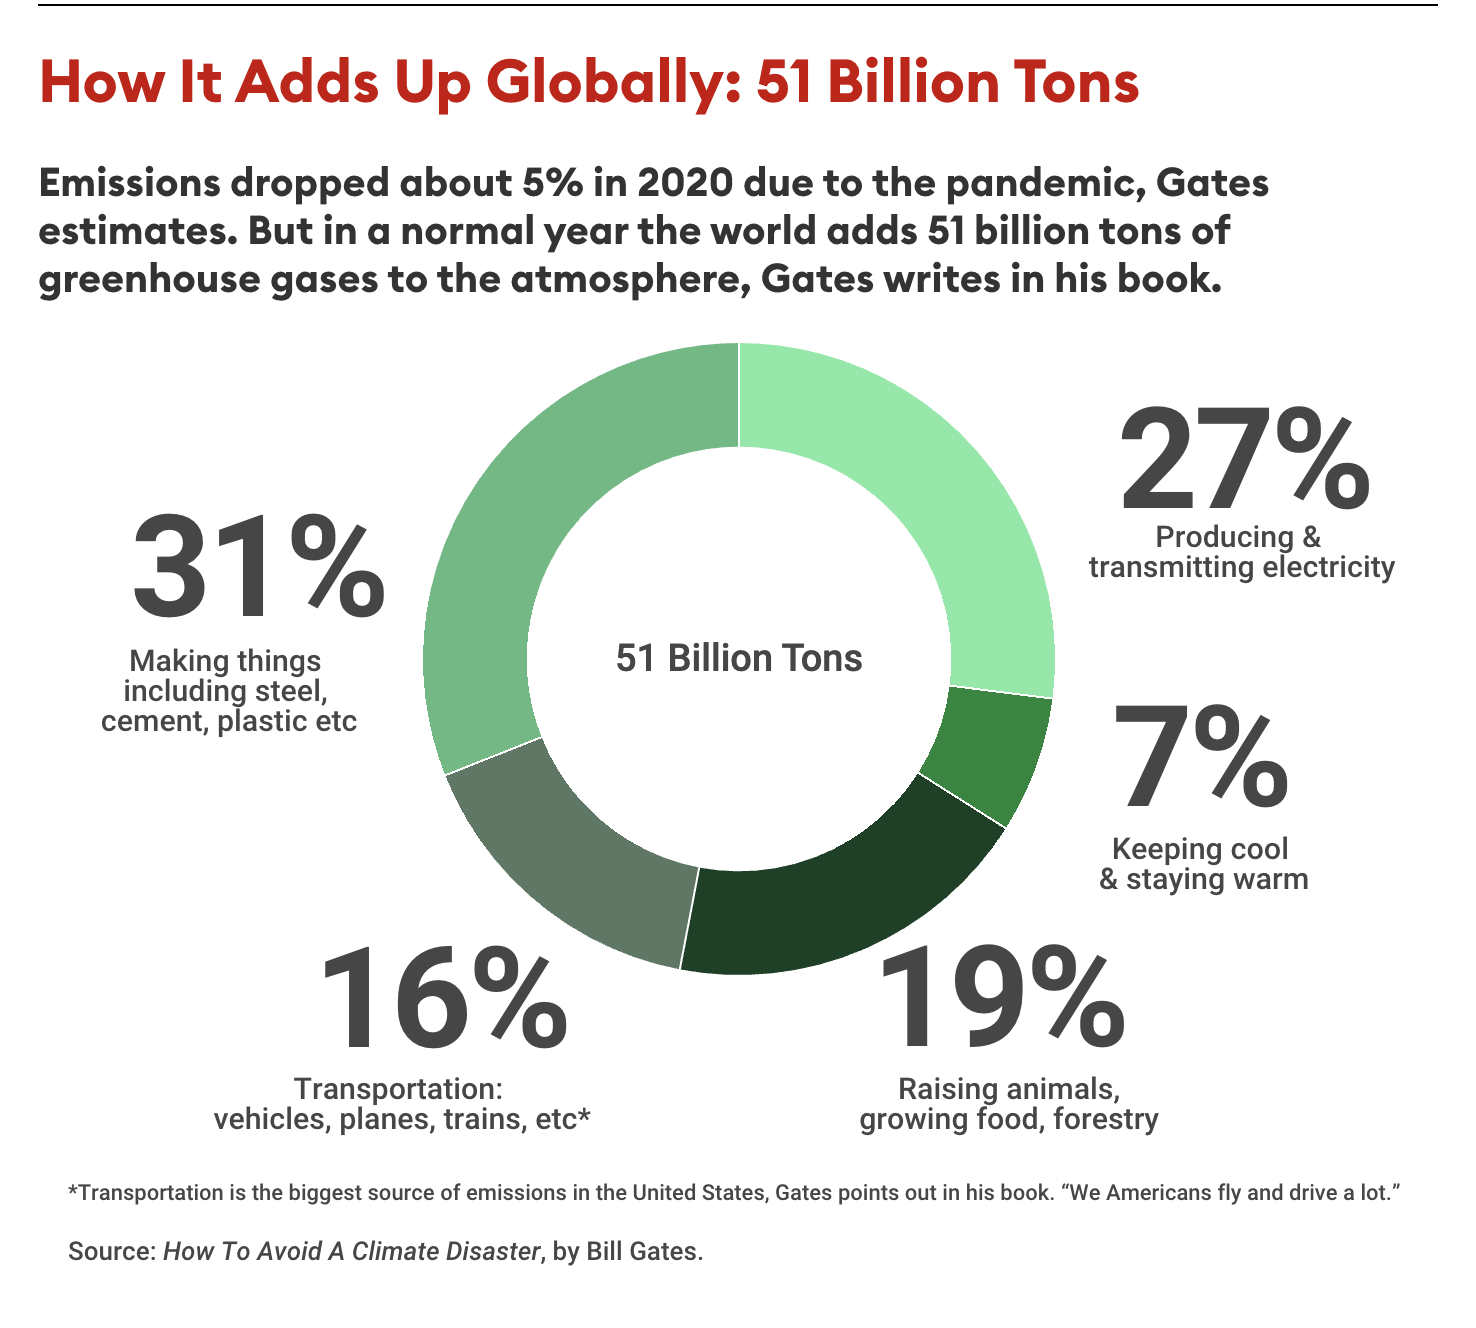 How It Adds Up Globally: 51 Billion Tons
Emissions dropped about 5% in 2020 due to the pandemic, Gates
estimates. But in a normal year the world adds 51 billion tons of
greenhouse gases to the atmosphere, Gates writes in his book.
27%
Producing &
transmitting electricity
31%
Making things
including steel,
cement, plastic etc
51 Billion Tons
7%
Keeping cool
& staying warm
16%
Transportation:
vehicles, planes, trains, etc*
19%
Raising animals,
growing food, forestry
*Transportation is the biggest source of emissions in the United States, Gates points out in his book. “We Americans fly and drive a lot.”
Source: How To Avoid A Climate Disaster, by Bill Gates.